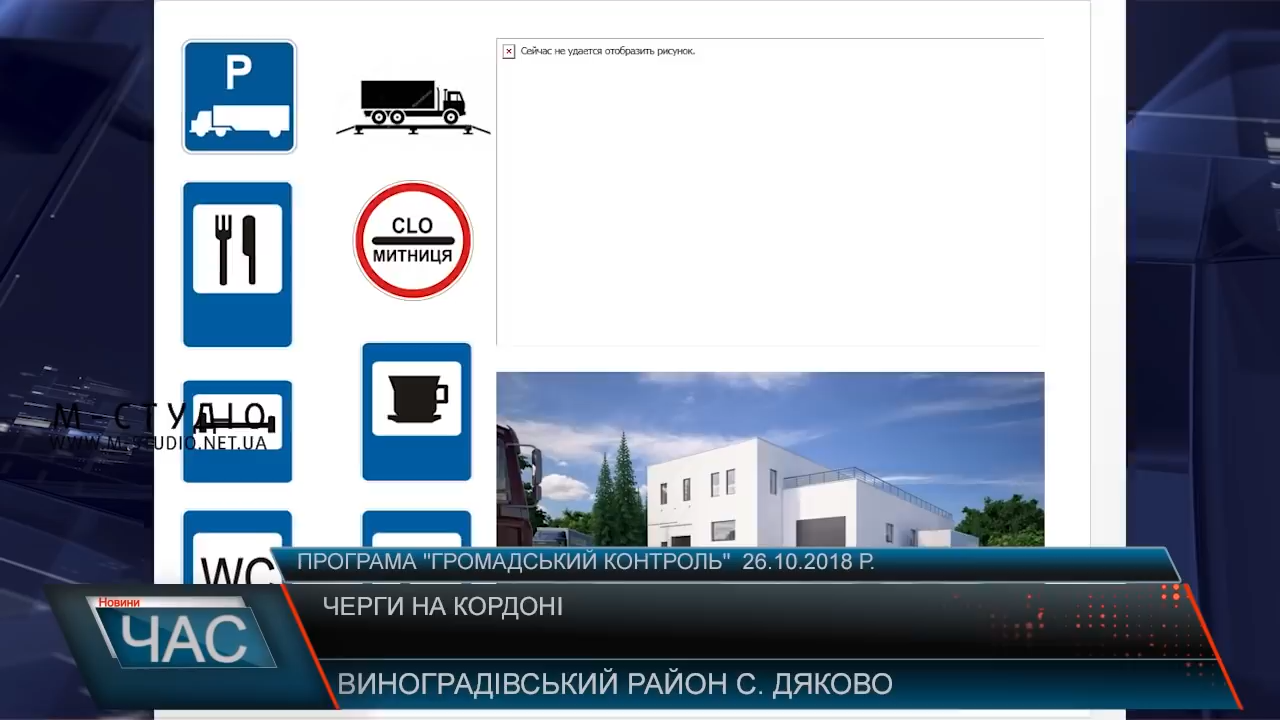 P
Сейчас не удается отобразить рисунок.
CLO
МИТНИЦЯ
М-СТУДІО
WWW.M-STUDIO.NET.UA
WC
ПРОГРАМА "ГРОМАДСЬКИЙ КОНТРОЛЬ" 26.10.2018 Р.
Новини
ЧАС
ЧЕРГИ НА КОРДОНІ
ВИНОГРАДІВСЬКИЙ РАЙОН С. ДЯКОВО